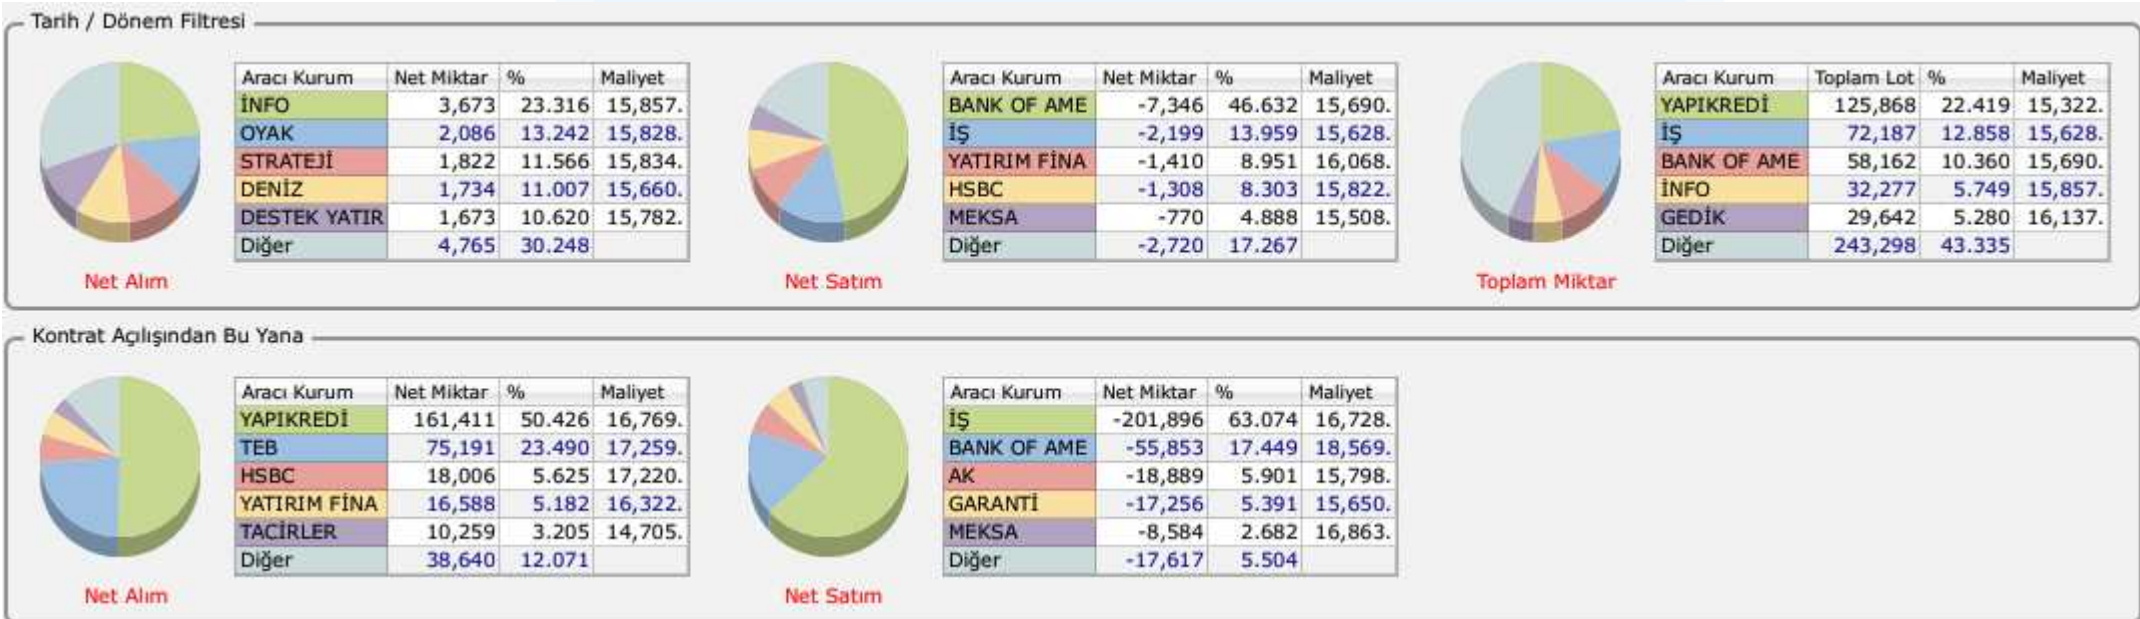 Tarih / Dönem Filtresi
Aracı Kurum Net Miktar % Maliyet
İNFO 3,673 23.316 15,857.
OYAK 2,086 13.242 15,828.
STRATEJİ 1,822 11.566 15,834.
DENİZ 1,734 11.007 15,660.
DESTEK YATIR 1,673 10.620 15,782.
Diğer 4,765 30.248
Net Alım
Aracı Kurum Net Miktar % Maliyet
BANK OF AME -7,346 46.632 15,690.
İŞ -2,199 13.959 15,628.
YATIRIM FİNA -1,410 8.951 16,068.
HSBC -1,308 8.303 15,822.
MEKSA -770 4.888 15,508.
Diğer -2,720 17.267
Net Satım
Aracı Kurum Toplam Lot % Maliyet
YAPIKREDİ 125,868 22.419 15,322.
İŞ 72,187 12.858 15,628.
BANK OF AME 58,162 10.360 15,690.
İNFO 32,277 5.749 15,857.
GEDİK 29,642 5.280 16,137.
Diğer 243,298 43.335
Toplam Miktar
Kontrat Açılışından Bu Yana
Aracı Kurum Net Miktar % Maliyet
YAPIKREDİ 161,411 50.426 16,769.
TEB 75,191 23.490 17,259.
HSBC 18,006 5.625 17,220.
YATIRIM FİNA 16,588 5.182 16,322.
TACİRLER 10,259 3.205 14,705.
Diğer 38,640 12.071
Net Alım
Aracı Kurum Net Miktar % Maliyet
İŞ -201,896 63.074 16,728.
BANK OF AME -55,853 17.449 18,569.
AK -18,889 5.901 15,798.
GARANTİ -17,256 5.391 15,650.
MEKSA -8,584 2.682 16,863.
Diğer -17,617 5.504
Net Satım